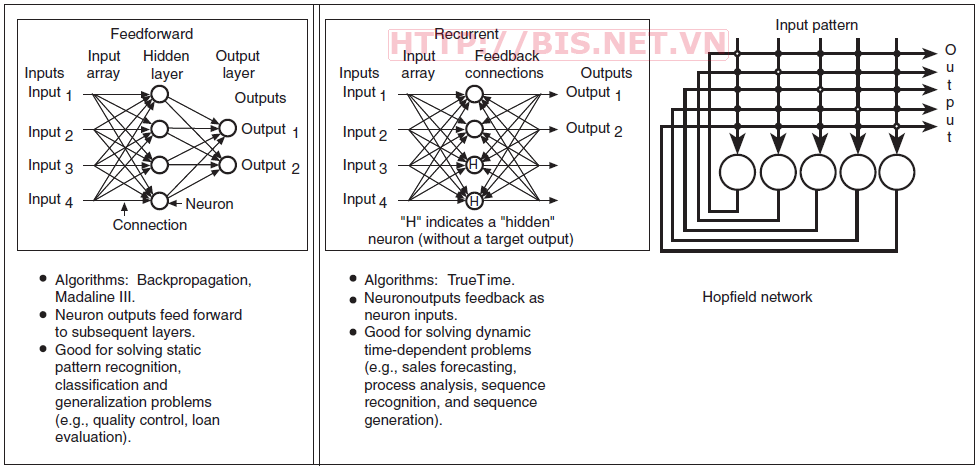 Feedforward
Input array
Hidden layer
Output layer
Inputs
Outputs
Input 1
Input 2
Input 3
Input 4
Output 1
Output 2
Neuron
Connection
● Algorithms: Backpropagation,
Madaline III.
● Neuron outputs feed forward
to subsequent layers.
● Good for solving static
pattern recognition,
classification and
generalization problems
(e.g., quality control, loan
evaluation).
HTTP://BIS.NET.VN
Recurrent
Input array
Feedback connections
Inputs
Outputs
Input 1
Input 2
Input 3
Input 4
Output 1
Output 2
H
H
"H" indicates a "hidden"
neuron (without a target output)
● Algorithms: TrueTime.
● Neuronoutputs feedback as
neuron inputs.
● Good for solving dynamic
time-dependent problems
(e.g., sales forecasting,
process analysis, sequence
recognition, and sequence
generation).
Input pattern
Output
Hopfield network